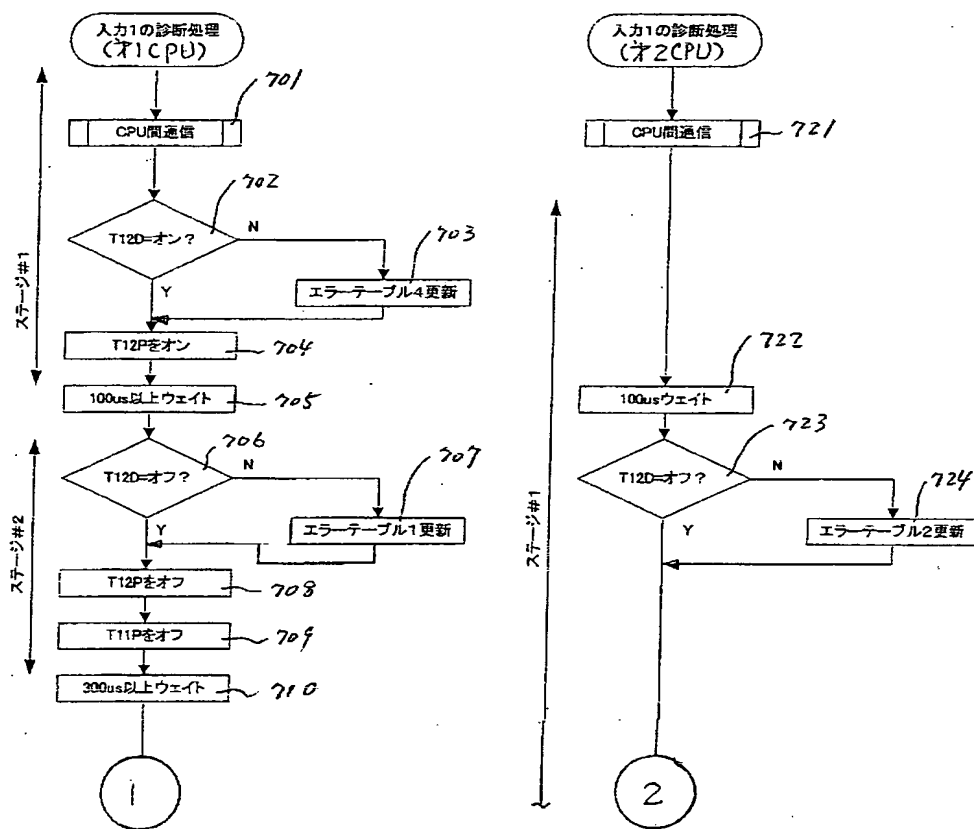 入力1の診断処理
(才1CPU)
701
CPU間通信
702
T12D=オン?
N
703
Y
エラーテーブル4更新
T12Pをオン
704
ステージ#1
100us以上ウェイト
705
706
T12D=オフ?
N
707
Y
エラーテーブル1更新
ステージ#2
T12Pをオフ
708
T11Pをオフ
709
300us以上ウェイト
710
1
入力1の診断処理
(才2CPU)
CPU間通信
721
722
100usウェイト
723
T12D=オフ?
N
724
Y
エラーテーブル2更新
ステージ#1
2